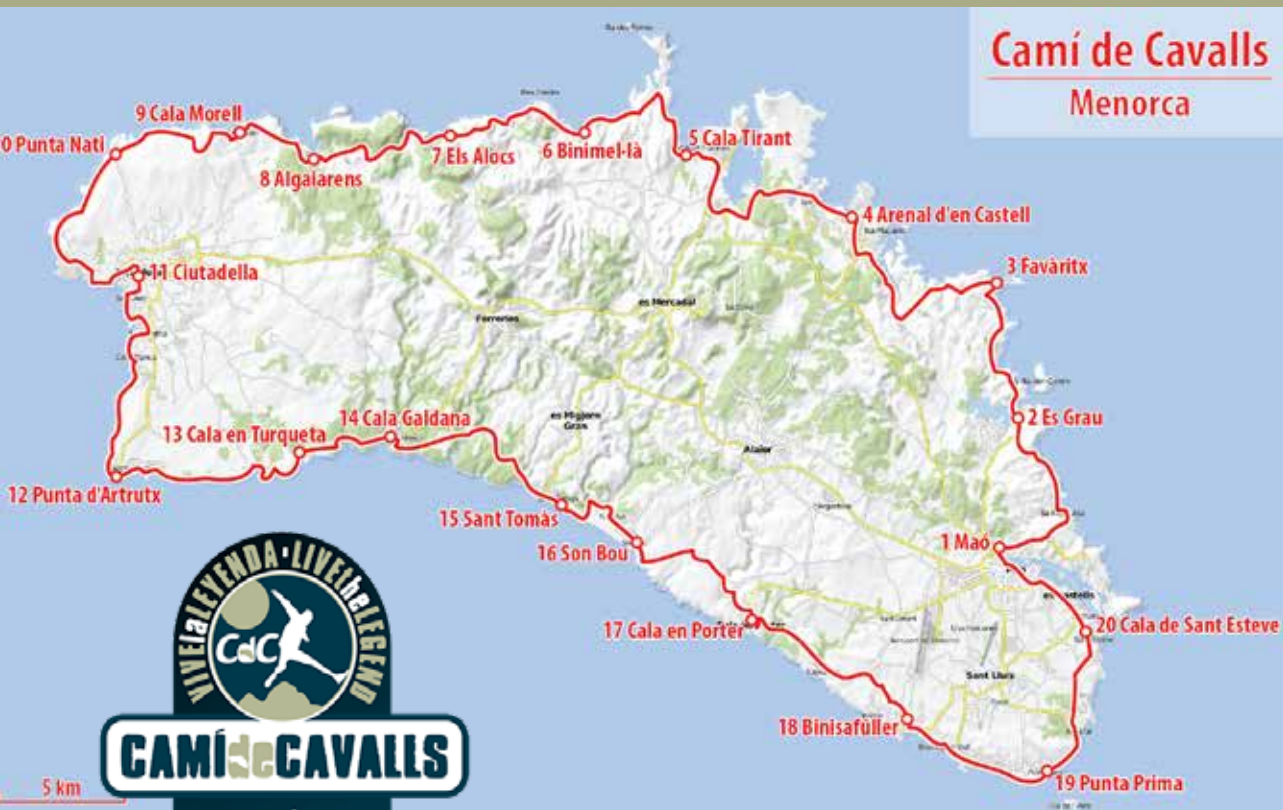 Camí de Cavalls
Menorca
9 Cala Morell
0 Punta Nati
8 Algaiarens
7 Els Alocs
6 Binimel·là
5 Cala Tirant
4 Arenal d'en Castell
3 Favàritx
11 Ciutadella
es Mercadal
Ferreries
2 Es Grau
14 Cala Galdana
13 Cala en Turqueta
es Migjorn
Gran
Alaior
12 Punta d'Artrutx
15 Sant Tomàs
16 Son Bou
1 Maó
17 Cala en Porter
20 Cala de Sant Esteve
Sant Lluís
18 Binisafúller
19 Punta Prima
VIVE la LEYENDA · LIVE the LEGEND
CdC
CAMÍ de CAVALLS
5 km